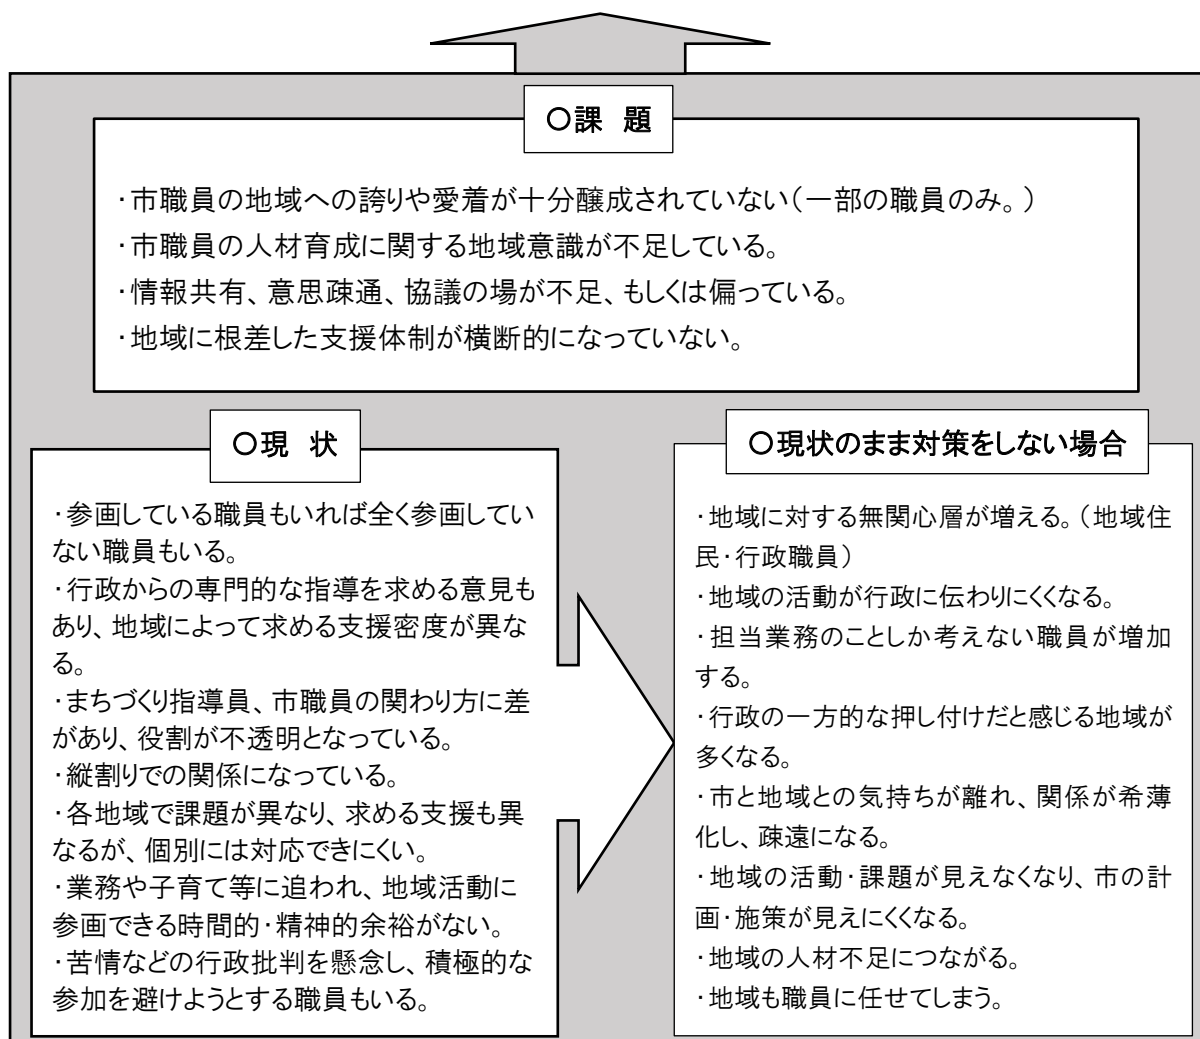 ○課 題
・市職員の地域への誇りや愛着が十分醸成されていない(一部の職員のみ。)
・市職員の人材育成に関する地域意識が不足している。
・情報共有、意思疎通、協議の場が不足、もしくは偏っている。
・地域に根差した支援体制が横断的になっていない。
○現 状
・参画している職員もいれば全く参画してい
ない職員もいる。
・行政からの専門的な指導を求める意見も
あり、地域によって求める支援密度が異な
る。
・まちづくり指導員、市職員の関わり方に差
があり、役割が不透明となっている。
・縦割りでの関係になっている。
・各地域で課題が異なり、求める支援も異
なるが、個別には対応できにくい。
・業務や子育て等に追われ、地域活動に
参画できる時間的・精神的余裕がない。
・苦情などの行政批判を懸念し、積極的な
参加を避けようとする職員もいる。
○現状のまま対策をしない場合
・地域に対する無関心層が増える。(地域住
民・行政職員)
・地域の活動が行政に伝わりにくくなる。
・担当業務のことしか考えない職員が増加
する。
・行政の一方的な押し付けだと感じる地域が
多くなる。
・市と地域との気持ちが離れ、関係が希薄
化し、疎遠になる。
・地域の活動・課題が見えなくなり、市の計
画・施策が見えにくくなる。
・地域の人材不足につながる。
・地域も職員に任せてしまう。